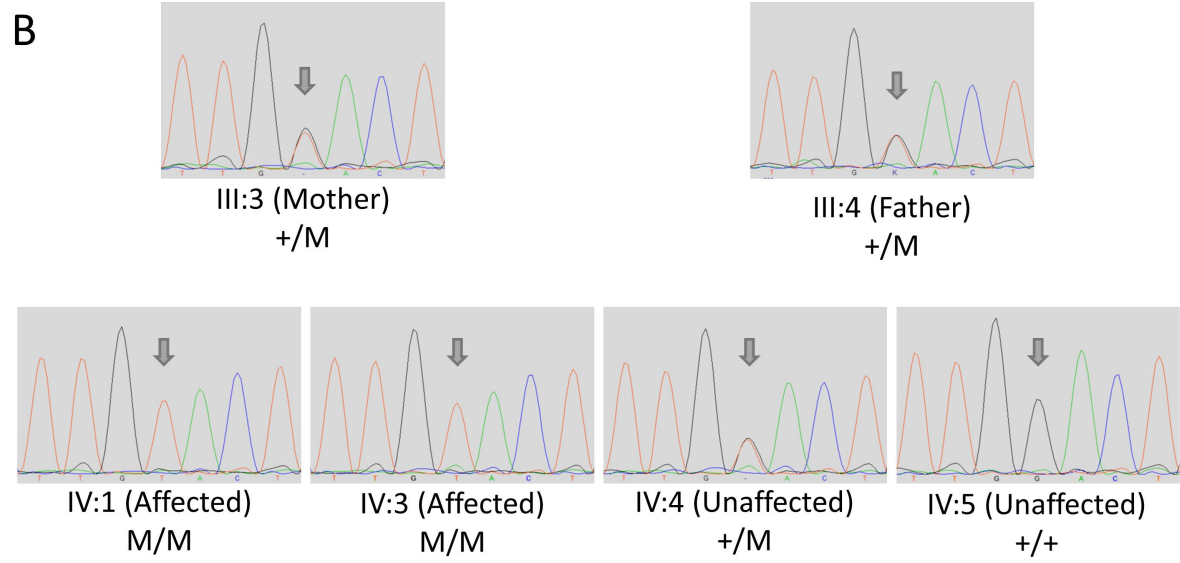 B
T T G - A C T
T T G K A C T
III:3 (Mother)
+/M
III:4 (Father)
+/M
T T G T A C T
T T G T A C T
T T G - A C T
T T G G A C T
IV:1 (Affected)
M/M
IV:3 (Affected)
M/M
IV:4 (Unaffected)
+/M
IV:5 (Unaffected)
+/+